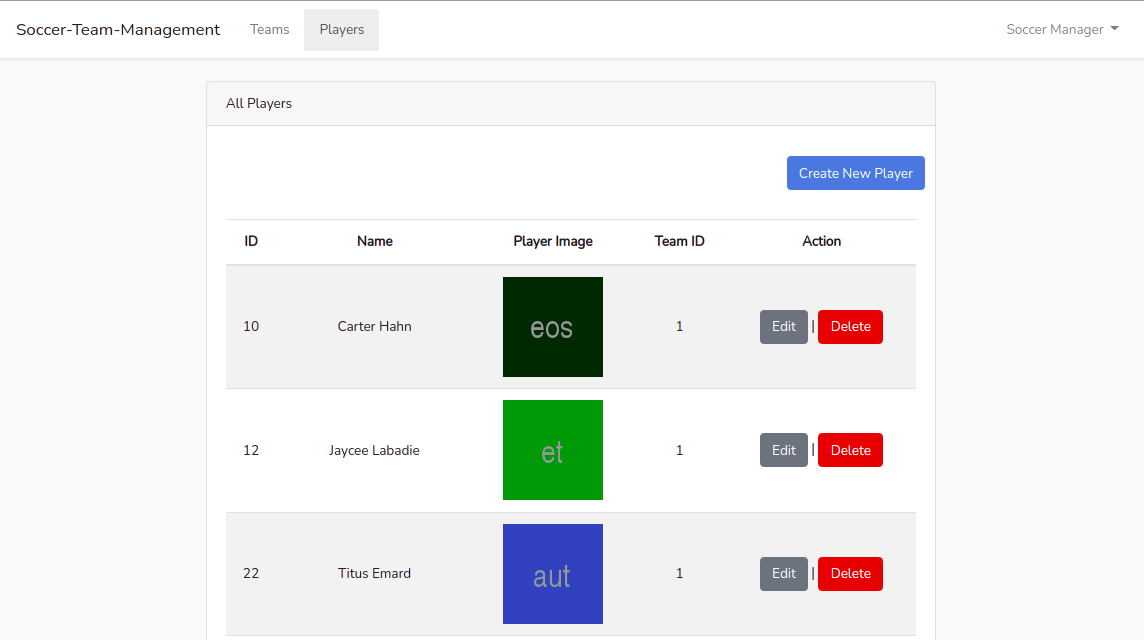 Soccer-Team-Management Teams Players Soccer Manager
All Players
Create New Player
ID Name Player Image Team ID Action
10 Carter Hahn eos 1 Edit | Delete
12 Jaycee Labadie et 1 Edit | Delete
22 Titus Emard aut 1 Edit | Delete